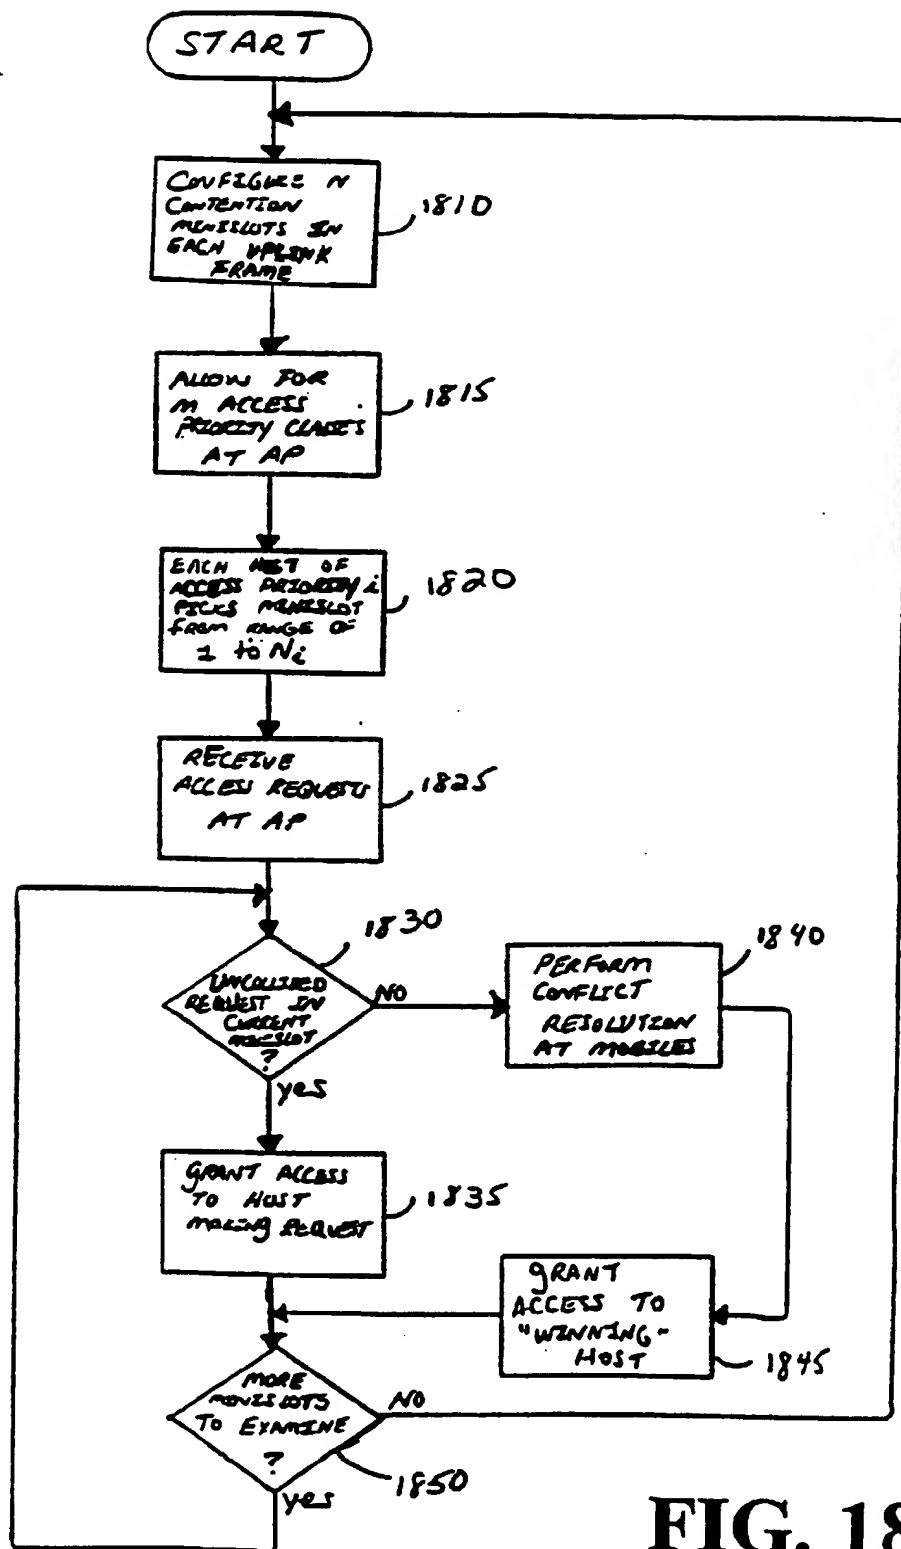 START
CONFIGURE N
CONTENTION
MINISLOTS IN
EACH UPLINK
FRAME
1810
ALLOW FOR
M ACCESS
PRIORITY CLASSES
AT AP
1815
EACH HOST OF
ACCESS PRIORITY i
PICKS MINISLOT
FROM RANGE OF
1 to Ni
1820
RECEIVE
ACCESS REQUESTS
AT AP
1825
UNCOLLIDED
REQUEST IN
CURRENT
MINISLOT
?
1830
NO
yes
PERFORM
CONFLICT
RESOLUTION
AT MOBILES
1840
GRANT ACCESS
TO HOST
MAKING REQUEST
1835
GRANT
ACCESS TO
"WINNING"
HOST
1845
MORE
MINISLOTS
TO EXAMINE
?
NO
1850
yes
FIG. 18